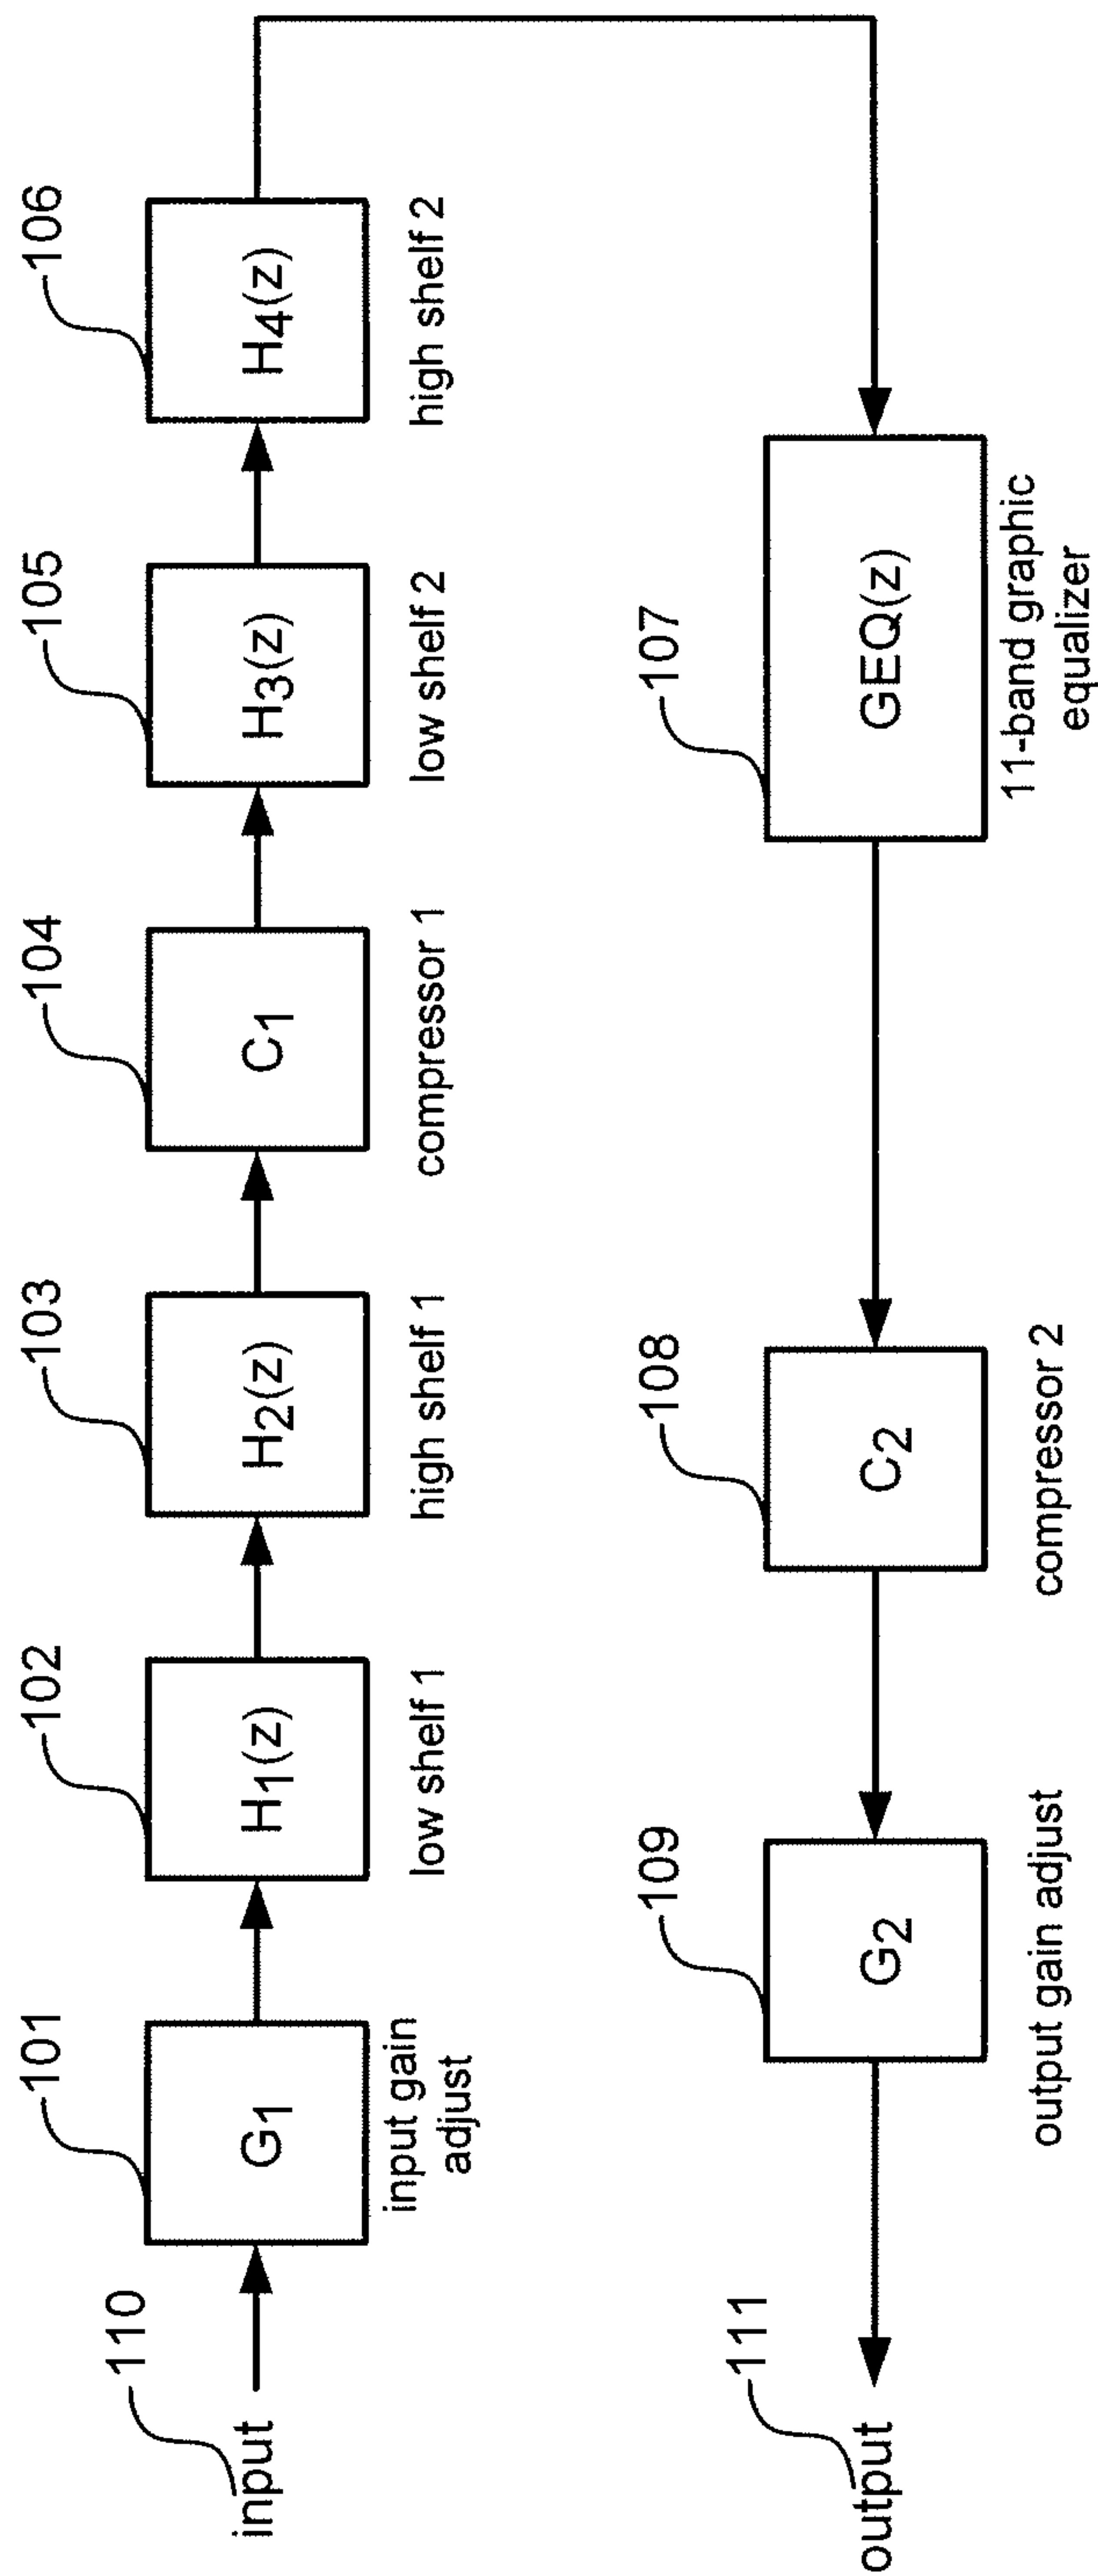 110
input
101
G1
input gain
adjust
102
H1(z)
low shelf 1
103
H2(z)
high shelf 1
104
C1
compressor 1
105
H3(z)
low shelf 2
106
H4(z)
high shelf 2
107
GEQ(z)
11-band graphic
equalizer
108
C2
compressor 2
109
G2
output gain adjust
111
output